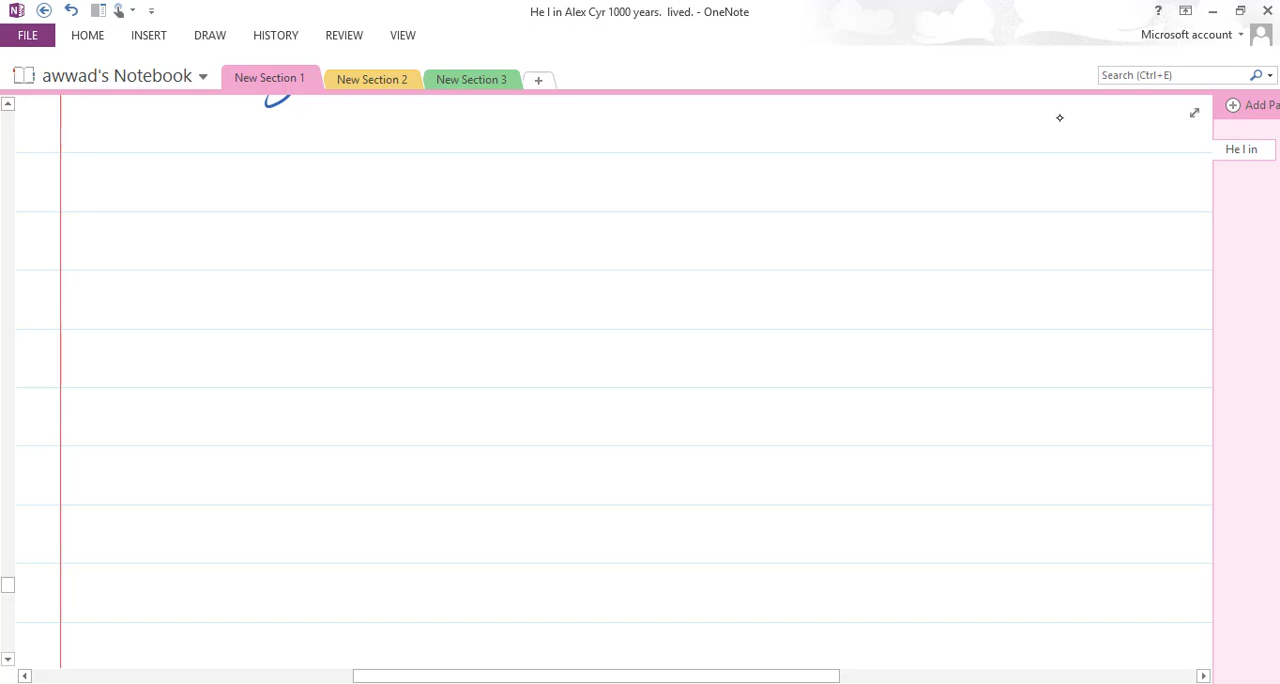 He I in Alex Cyr 1000 years.  lived. - OneNote
FILE HOME INSERT DRAW HISTORY REVIEW VIEW Microsoft account
awwad's Notebook New Section 1 New Section 2 New Section 3 Search (Ctrl+E)
Add Pa
He I in